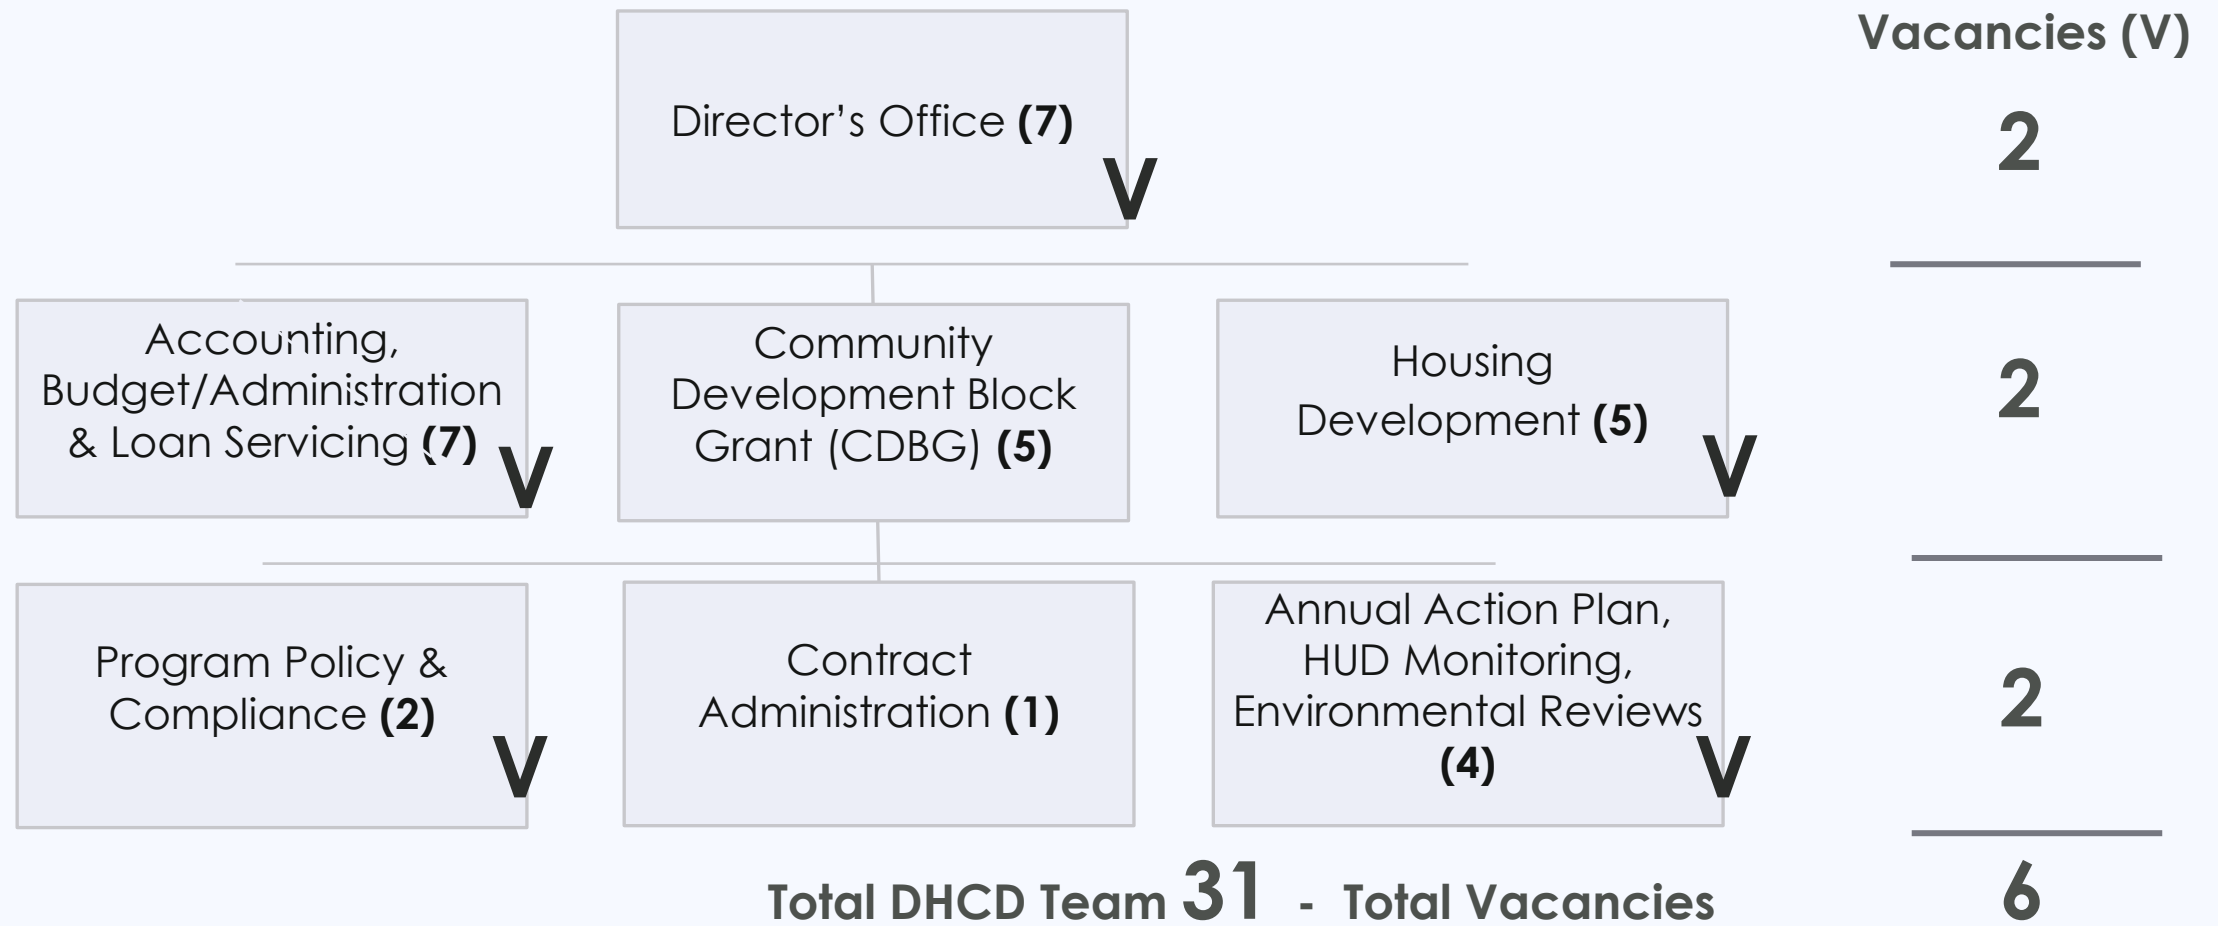 Vacancies (V)
Director’s Office (7)
V
2
Accounting,
Budget/Administration
& Loan Servicing (7)
V
Community
Development Block
Grant (CDBG) (5)
Housing
Development (5)
V
2
Program Policy &
Compliance (2)
V
Contract
Administration (1)
Annual Action Plan,
HUD Monitoring,
Environmental Reviews
(4)
V
2
Total DHCD Team 31 - Total Vacancies 6